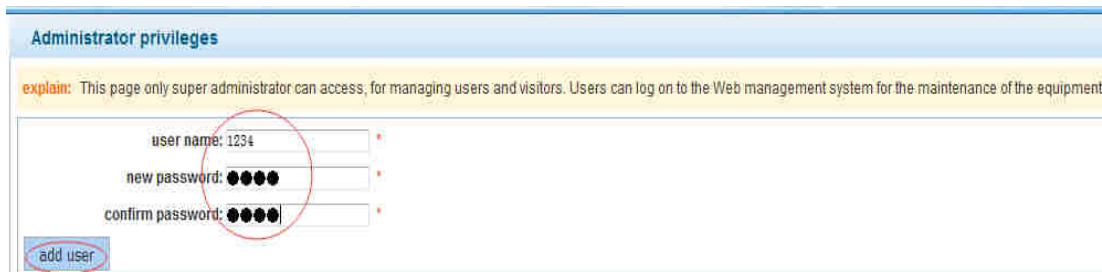 Administrator privileges
explain: This page only super administrator can access, for managing users and visitors. Users can log on to the Web management system for the maintenance of the equipment
user name: 1234 *
new password: ●●●● *
confirm password: ●●●● *
add user